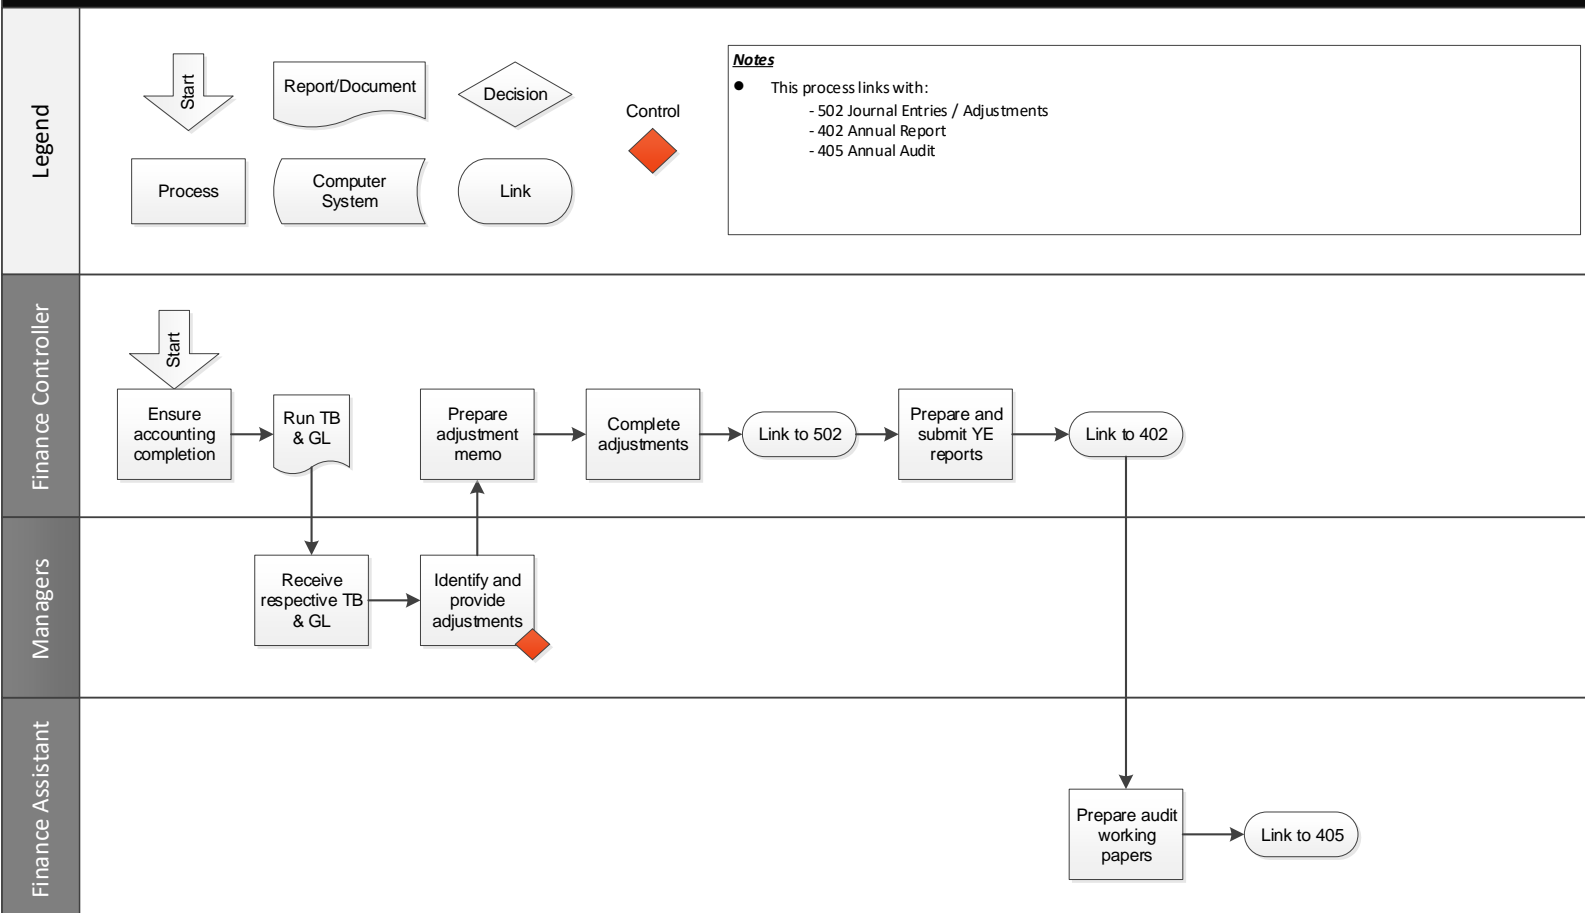 Legend
Start
Report/Document
Decision
Control
Process
Computer
System
Link
Notes
● This process links with:
- 502 Journal Entries / Adjustments
- 402 Annual Report
- 405 Annual Audit
Finance Controller
Start
Ensure
accounting
completion
Run TB
& GL
Prepare
adjustment
memo
Complete
adjustments
Link to 502
Prepare and
submit YE
reports
Link to 402
Managers
Receive
respective TB
& GL
Identify and
provide
adjustments
Finance Assistant
Prepare audit
working
papers
Link to 405